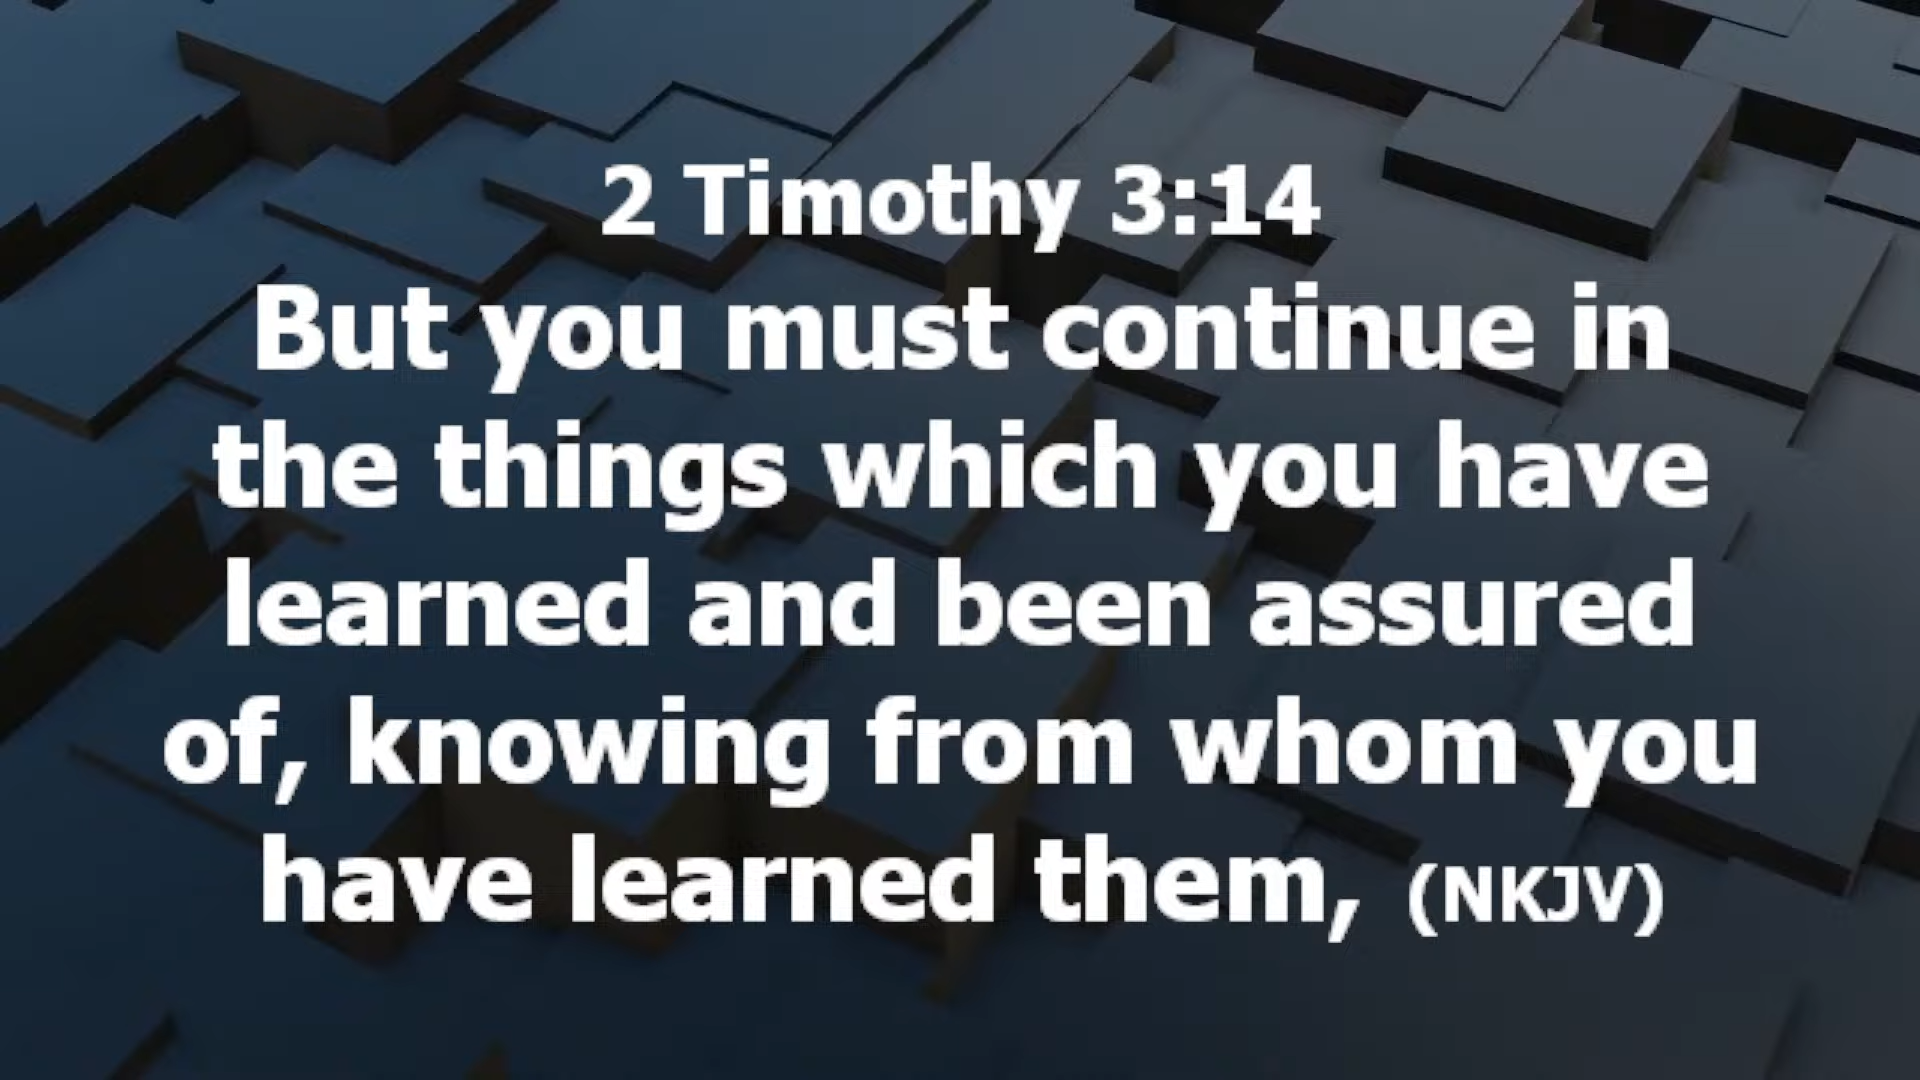 2 Timothy 3:14
But you must continue in
the things which you have
learned and been assured
of, knowing from whom you
have learned them, (NKJV)